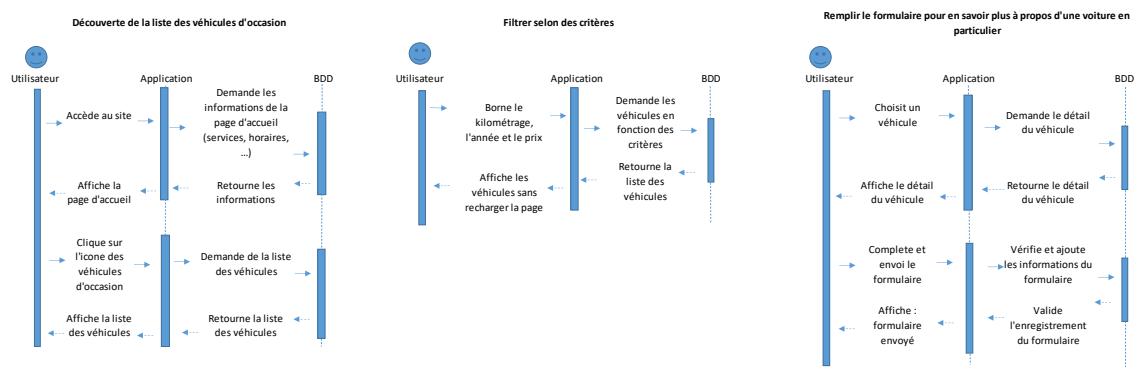 Découverte de la liste des véhicules d'occasion
Utilisateur
Application
BDD
Accède au site
Demande les
informations de la
page d'accueil
(services, horaires,
...)
Affiche la
page d'accueil
Retourne les
informations
Clique sur
l'icone des
véhicules
d'occasion
Demande de la liste
des véhicules
Affiche la liste
des véhicules
Retourne la liste
des véhicules
Filtrer selon des critères
Utilisateur
Application
BDD
Borne le
kilométrage,
l'année et le prix
Demande les
véhicules en
fonction des
critères
Affiche les
véhicules sans
recharger la page
Retourne la
liste des
véhicules
Remplir le formulaire pour en savoir plus à propos d'une voiture en
particulier
Utilisateur
Application
BDD
Choisit un
véhicule
Demande le détail
du véhicule
Affiche le détail
du véhicule
Retourne le détail
du véhicule
Complete et
envoi le
formulaire
Vérifie et ajoute
les informations du
formulaire
Affiche :
formulaire
envoyé
Valide
l'enregistrement
du formulaire